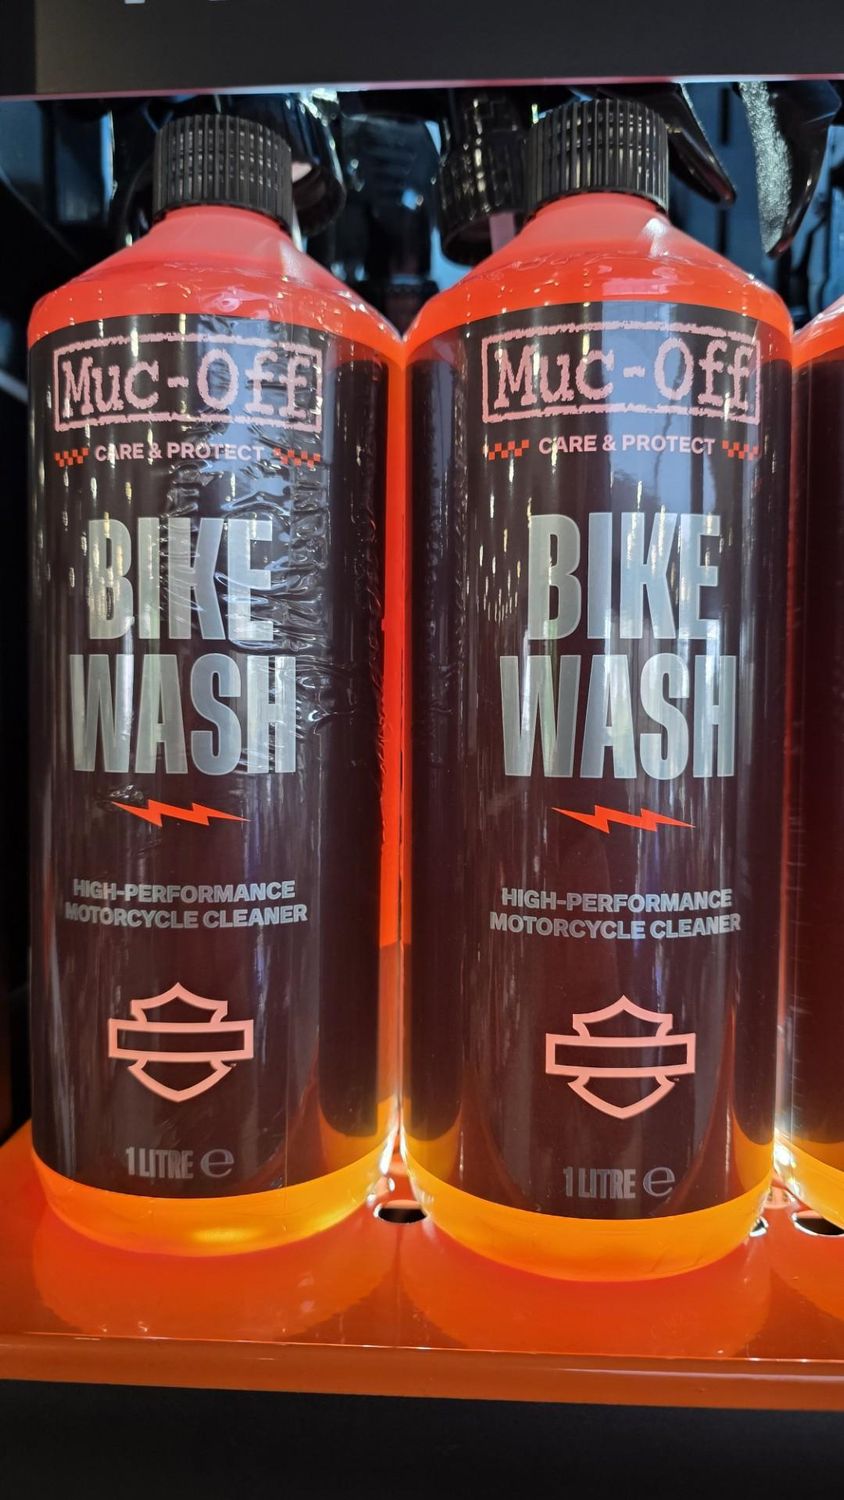 Muc-Off
CARE & PROTECT
BIKE
WASH
HIGH-PERFORMANCE
MOTORCYCLE CLEANER
1 LITRE ℮
Muc-Off
CARE & PROTECT
BIKE
WASH
HIGH-PERFORMANCE
MOTORCYCLE CLEANER
1 LITRE ℮